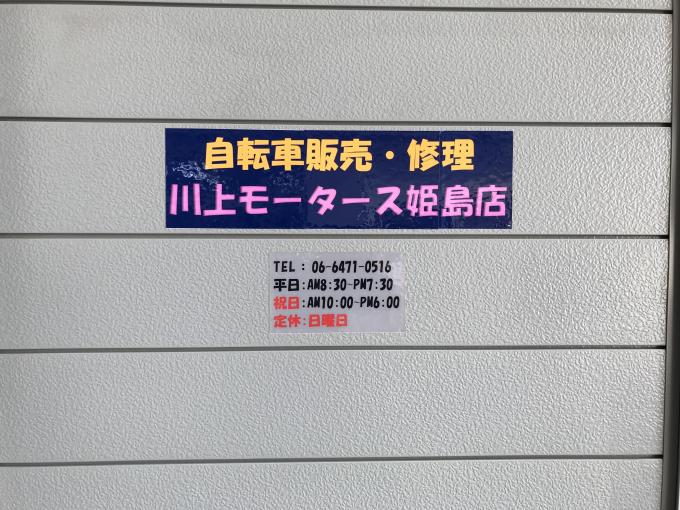 自転車販売・修理
川上モータース姫島店
TEL : 06-6471-0516
平日:AM8:30-PM7:30
祝日:AM10:00-PM6:00
定休:日曜日